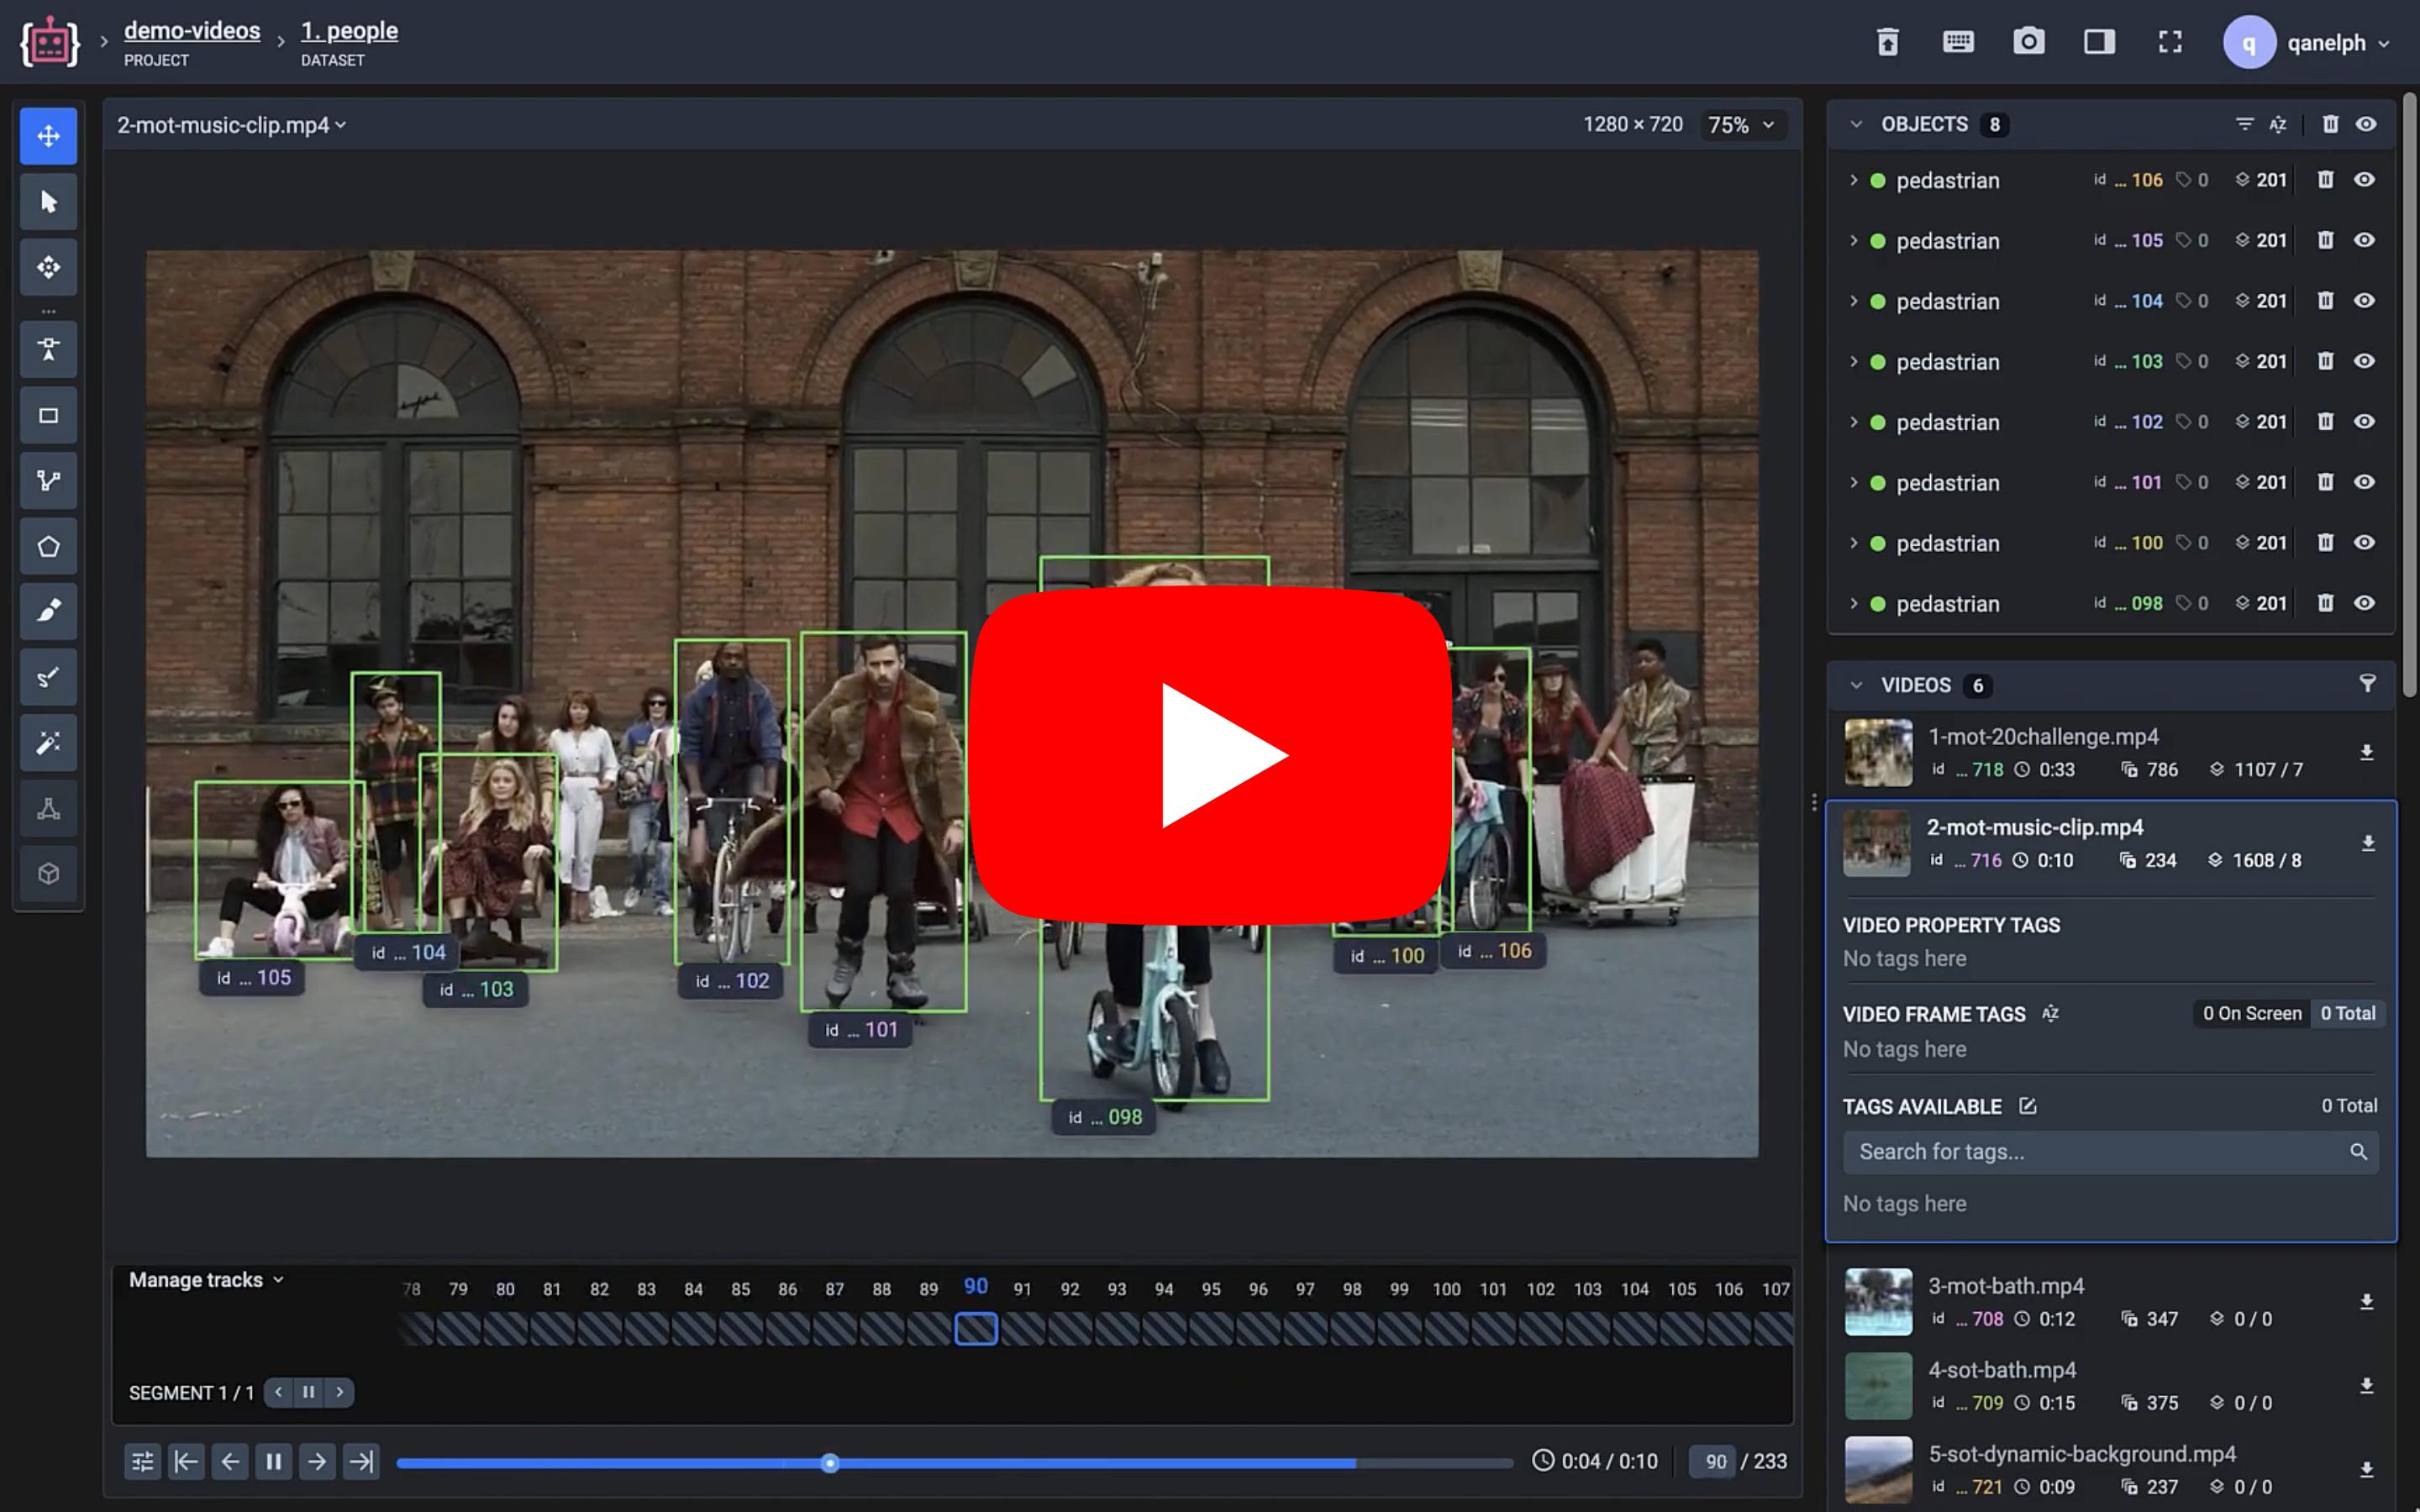 demo-videos
PROJECT
1. people
DATASET
q
qanelph
2-mot-music-clip.mp4
1280 × 720
75%
id ... 105
id ... 104
id ... 103
id ... 102
id ... 101
id ... 098
id ... 100
id ... 106
Manage tracks
78 79 80 81 82 83 84 85 86 87 88 89 90 91 92 93 94 95 96 97 98 99 100 101 102 103 104 105 106 107
SEGMENT 1 / 1
0:04 / 0:10
90 / 233
OBJECTS 8
AZ
pedastrian id ... 106 0 201
pedastrian id ... 105 0 201
pedastrian id ... 104 0 201
pedastrian id ... 103 0 201
pedastrian id ... 102 0 201
pedastrian id ... 101 0 201
pedastrian id ... 100 0 201
pedastrian id ... 098 0 201
VIDEOS 6
1-mot-20challenge.mp4
id ... 718 0:33 786 1107 / 7
2-mot-music-clip.mp4
id ... 716 0:10 234 1608 / 8
VIDEO PROPERTY TAGS
No tags here
VIDEO FRAME TAGS AZ 0 On Screen 0 Total
No tags here
TAGS AVAILABLE 0 Total
Search for tags...
No tags here
3-mot-bath.mp4
id ... 708 0:12 347 0 / 0
4-sot-bath.mp4
id ... 709 0:15 375 0 / 0
5-sot-dynamic-background.mp4
id ... 721 0:09 237 0 / 0